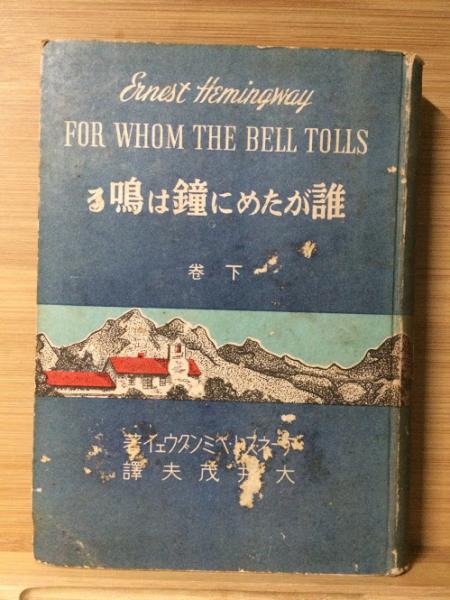 Ernest Hemingway
FOR WHOM THE BELL TOLLS
誰がために鐘は鳴る
下卷
アーネスト・ヘミングウェイ著
大井茂夫譯